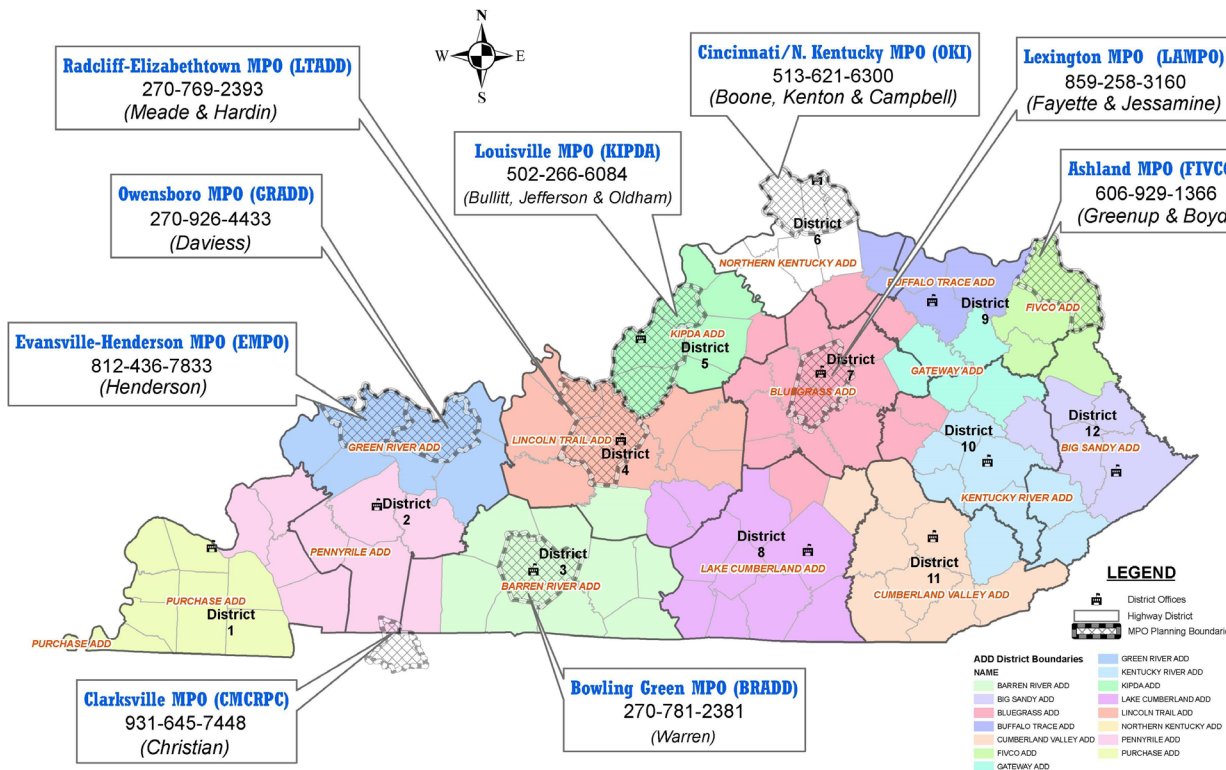 N
W
E
S
Radcliff-Elizabethtown MPO (LTADD)
270-769-2393
(Meade & Hardin)
Cincinnati/N. Kentucky MPO (OKI)
513-621-6300
(Boone, Kenton & Campbell)
Lexington MPO (LAMPO)
859-258-3160
(Fayette & Jessamine)
Louisville MPO (KIPDA)
502-266-6084
(Bullitt, Jefferson & Oldham)
Ashland MPO (FIVCO
606-929-1366
(Greenup & Boyd
Owensboro MPO (GRADD)
270-926-4433
(Daviess)
Evansville-Henderson MPO (EMPO)
812-436-7833
(Henderson)
District
6
NORTHERN KENTUCKY ADD
BUFFALO TRACE ADD
District
9
FIVCO ADD
KIPDA ADD
District
5
District
7
BLUEGRASS ADD
GATEWAY ADD
District
12
BIG SANDY ADD
District
10
KENTUCKY RIVER ADD
GREEN RIVER ADD
LINCOLN TRAIL ADD
District
4
District
2
PENNYRILE ADD
District
3
BARREN RIVER ADD
District
8
LAKE CUMBERLAND ADD
District
11
CUMBERLAND VALLEY ADD
PURCHASE ADD
District
1
PURCHASE ADD
Clarksville MPO (CMCRPC)
931-645-7448
(Christian)
Bowling Green MPO (BRADD)
270-781-2381
(Warren)
LEGEND
District Offices
Highway District
MPO Planning Boundarie
ADD District Boundaries
NAME
BARREN RIVER ADD
BIG SANDY ADD
BLUEGRASS ADD
BUFFALO TRACE ADD
CUMBERLAND VALLEY ADD
FIVCO ADD
GATEWAY ADD
GREEN RIVER ADD
KENTUCKY RIVER ADD
KIPDA ADD
LAKE CUMBERLAND ADD
LINCOLN TRAIL ADD
NORTHERN KENTUCKY ADD
PENNYRILE ADD
PURCHASE ADD